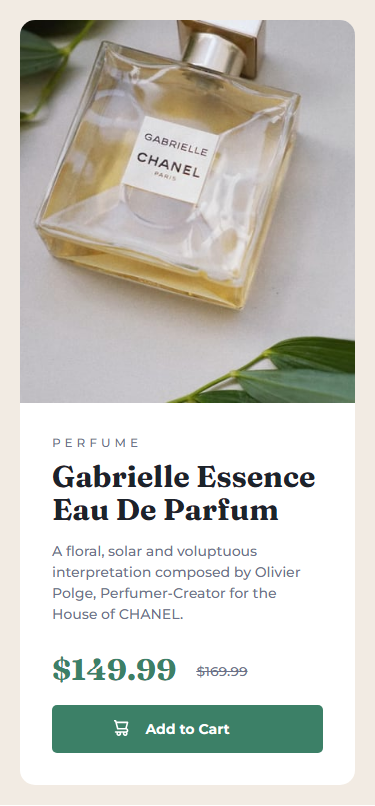 GABRIELLE
CHANEL
PARIS
PERFUME
Gabrielle Essence
Eau De Parfum
A floral, solar and voluptuous
interpretation composed by Olivier
Polge, Perfumer-Creator for the
House of CHANEL.
$149.99 $169.99
Add to Cart